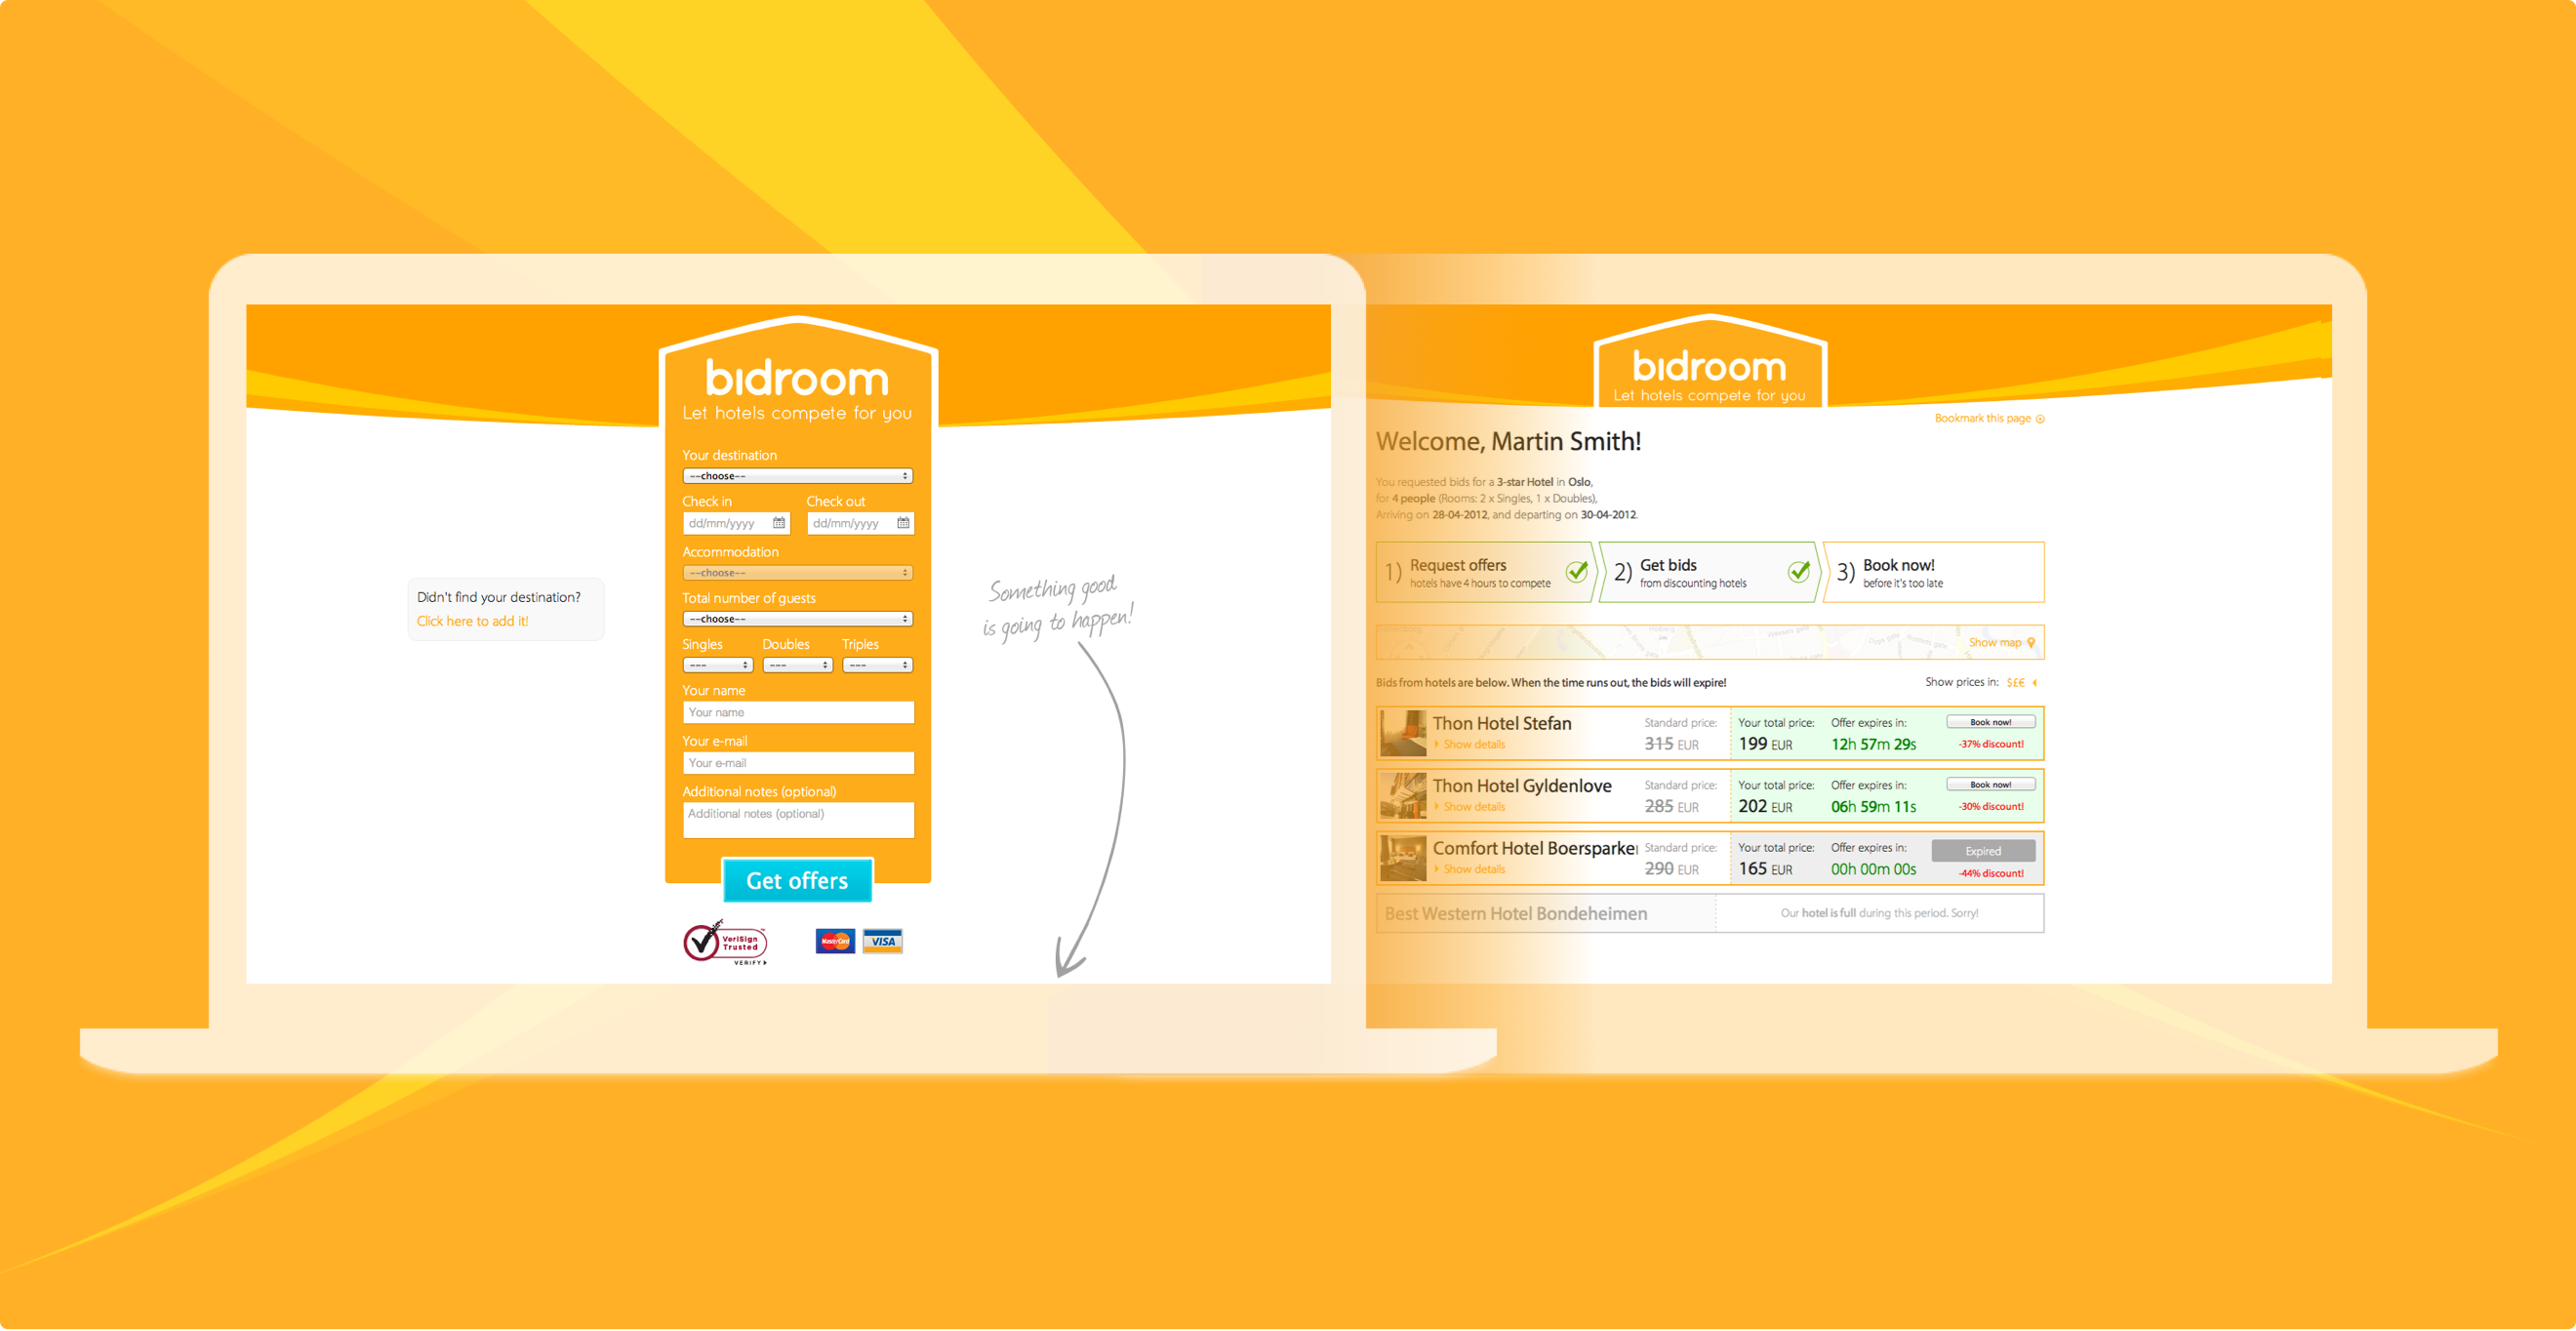 bidroom
Let hotels compete for you
Your destination
--choose--
Check in Check out
dd/mm/yyyy dd/mm/yyyy
Accommodation
--choose--
Total number of guests
--choose--
Singles Doubles Triples
--- --- ---
Your name
Your name
Your e-mail
Your e-mail
Additional notes (optional)
Additional notes (optional)
Get offers
VeriSign
Trusted
VERIFY
MasterCard VISA
Didn't find your destination?
Click here to add it!
Something good
is going to happen!
bidroom
Let hotels compete for you
Bookmark this page
Welcome, Martin Smith!
You requested bids for a 3-star Hotel in Oslo,
for 4 people (Rooms: 2 x Singles, 1 x Doubles),
Arriving on 28-04-2012, and departing on 30-04-2012.
1) Request offers
hotels have 4 hours to compete
2) Get bids
from discounting hotels
3) Book now!
before it's too late
Show map
Bids from hotels are below. When the time runs out, the bids will expire!
Show prices in: $£€
Thon Hotel Stefan Standard price: Your total price: Offer expires in: Book now!
Show details 315 EUR 199 EUR 12h 57m 29s -37% discount!
Thon Hotel Gyldenlove Standard price: Your total price: Offer expires in: Book now!
Show details 285 EUR 202 EUR 06h 59m 11s -30% discount!
Comfort Hotel Boersparke Standard price: Your total price: Offer expires in: Expired
Show details 290 EUR 165 EUR 00h 00m 00s -44% discount!
Best Western Hotel Bondeheimen Our hotel is full during this period. Sorry!